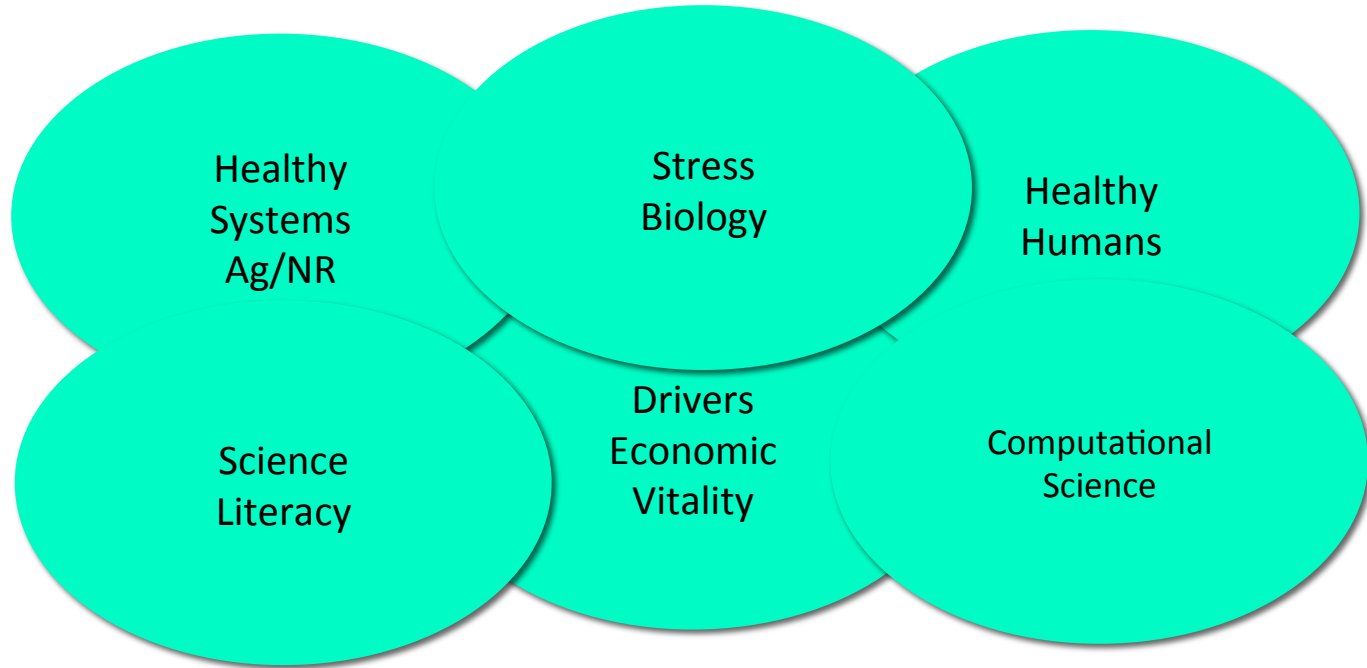 Healthy
Systems
Ag/NR
Stress
Biology
Healthy
Humans
Science
Literacy
Drivers
Economic
Vitality
Computational
Science